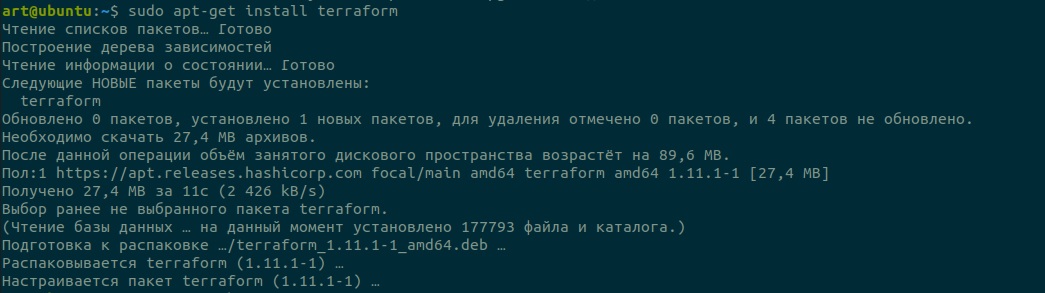 art@ubuntu:~$ sudo apt-get install terraform
Чтение списков пакетов… Готово
Построение дерева зависимостей
Чтение информации о состоянии… Готово
Следующие НОВЫЕ пакеты будут установлены:
  terraform
Обновлено 0 пакетов, установлено 1 новых пакетов, для удаления отмечено 0 пакетов, и 4 пакетов не обновлено.
Необходимо скачать 27,4 MB архивов.
После данной операции объём занятого дискового пространства возрастёт на 89,6 MB.
Пол:1 https://apt.releases.hashicorp.com focal/main amd64 terraform amd64 1.11.1-1 [27,4 MB]
Получено 27,4 MB за 11с (2 426 kB/s)
Выбор ранее не выбранного пакета terraform.
(Чтение базы данных … на данный момент установлено 177793 файла и каталога.)
Подготовка к распаковке …/terraform_1.11.1-1_amd64.deb …
Распаковывается terraform (1.11.1-1) …
Настраивается пакет terraform (1.11.1-1) …